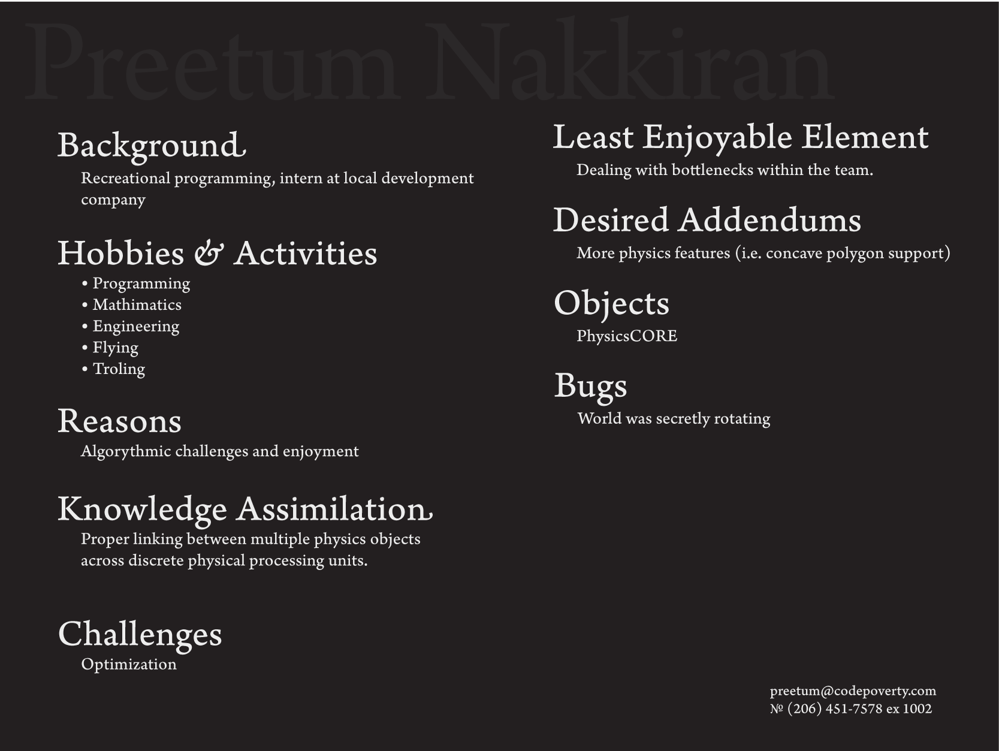 Preetum Nakkiran
Background
Recreational programming, intern at local development
company
Hobbies & Activities
• Programming
• Mathimatics
• Engineering
• Flying
• Troling
Reasons
Algorythmic challenges and enjoyment
Knowledge Assimilation
Proper linking between multiple physics objects
across discrete physical processing units.
Challenges
Optimization
Least Enjoyable Element
Dealing with bottlenecks within the team.
Desired Addendums
More physics features (i.e. concave polygon support)
Objects
PhysicsCORE
Bugs
World was secretly rotating
preetum@codepoverty.com
№ (206) 451-7578 ex 1002